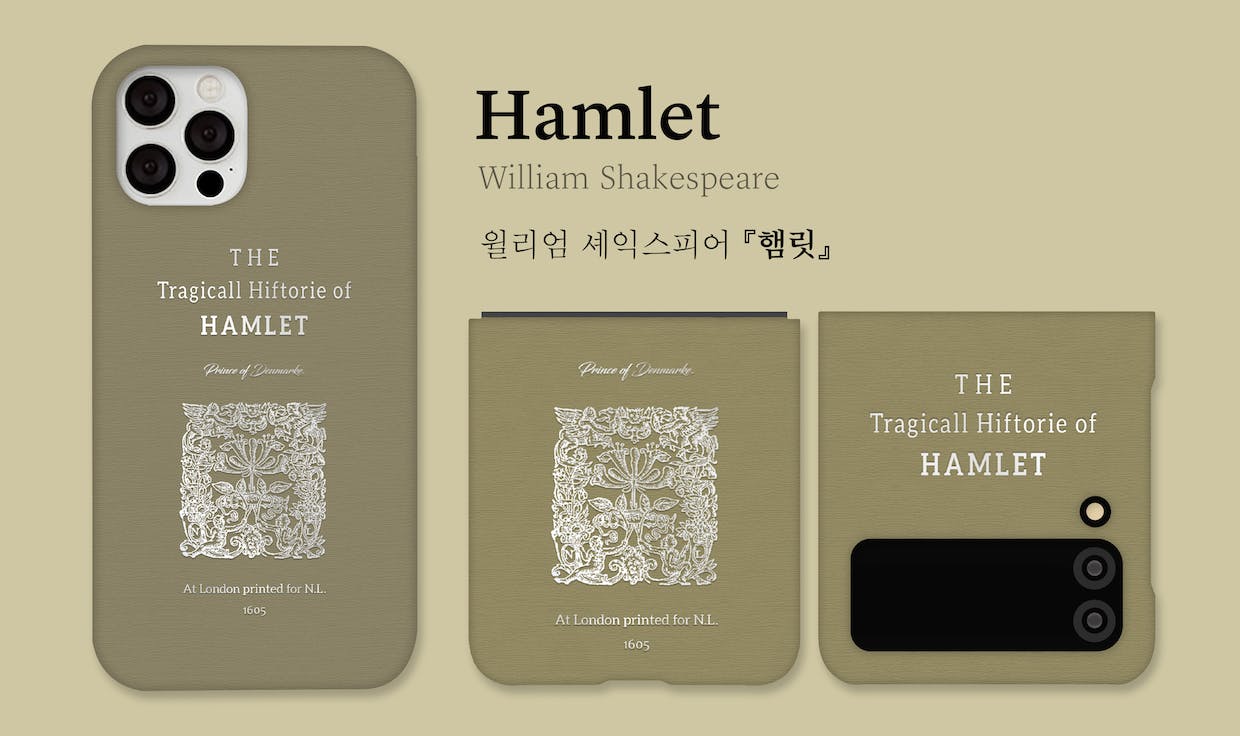 THE
Tragicall Hiftorie of
HAMLET
Prince of Denmarke.
At London printed for N.L.
1605
Hamlet
William Shakespeare
윌리엄 셰익스피어 『햄릿』
Prince of Denmarke.
At London printed for N.L.
1605
THE
Tragicall Hiftorie of
HAMLET